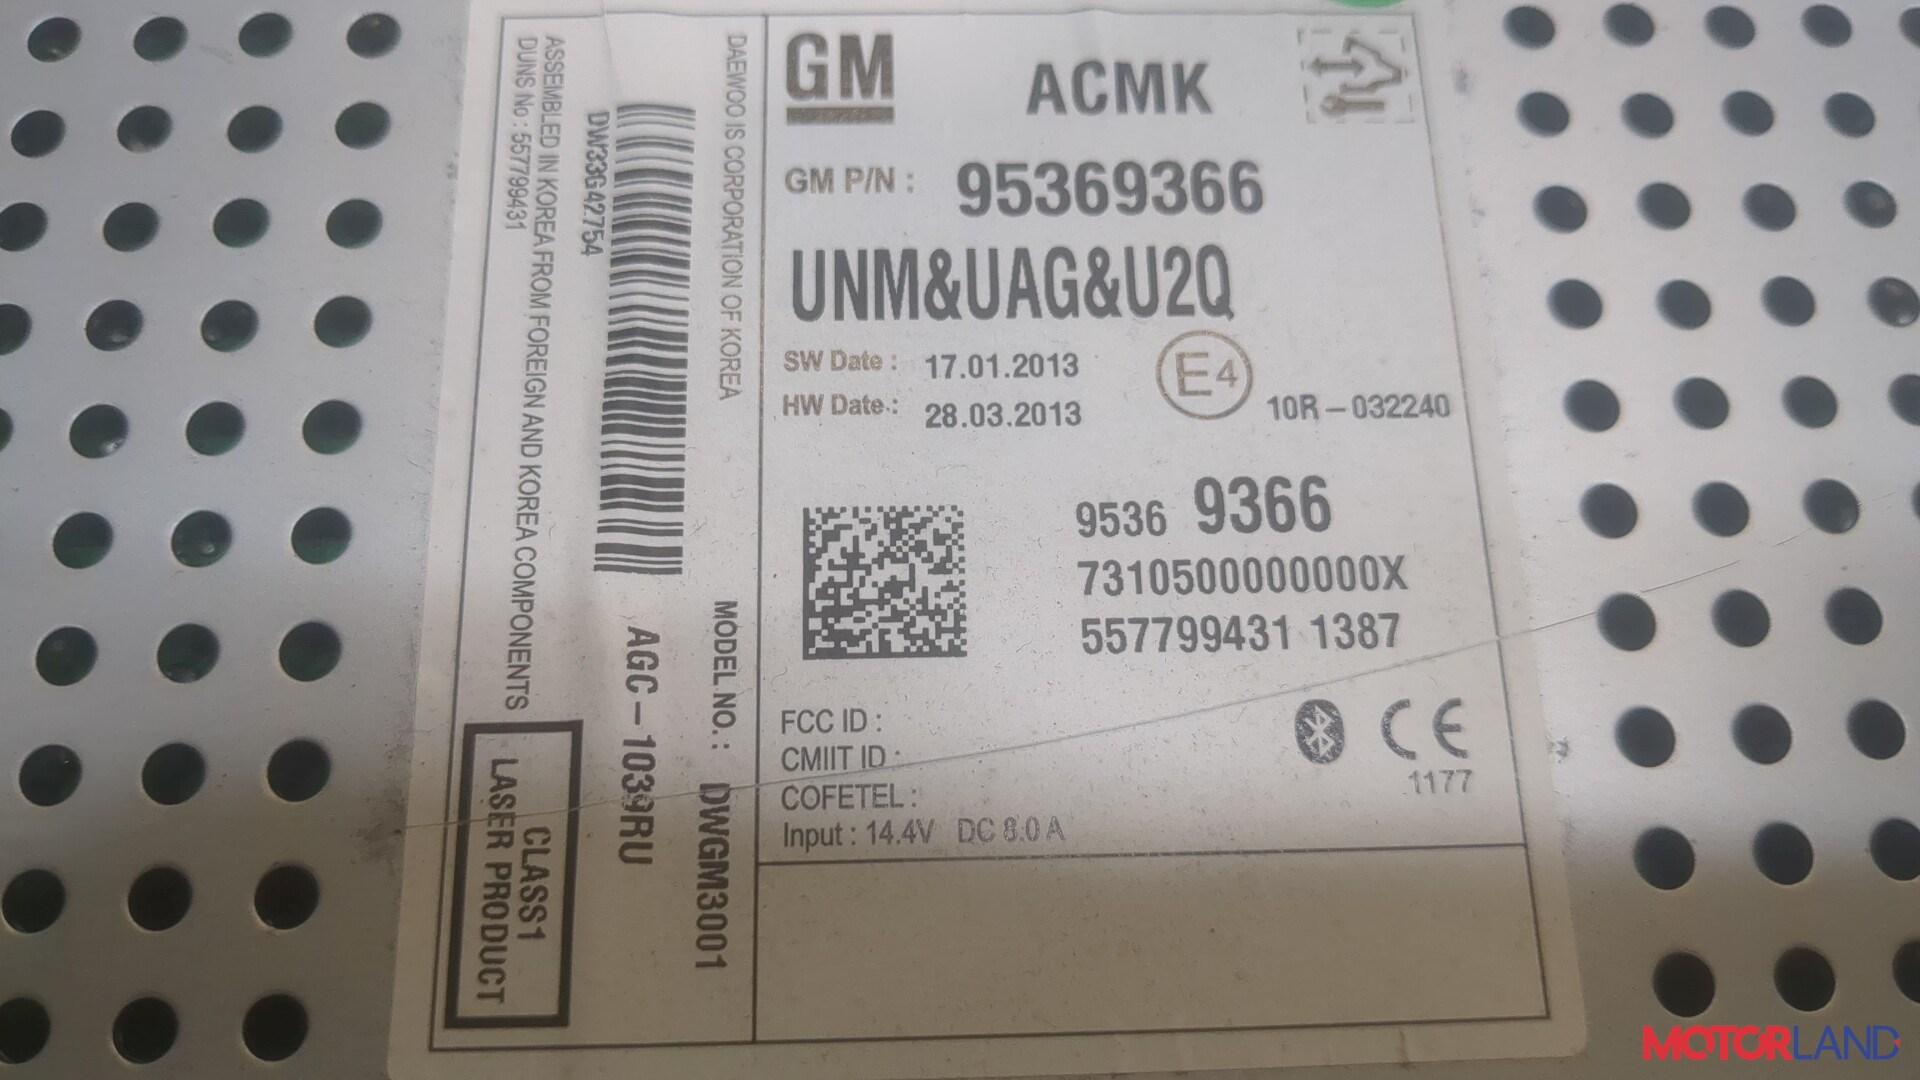 GM
ACMK
GM P/N : 95369366
UNM&UAG&U2Q
SW Date : 17.01.2013
HW Date : 28.03.2013
E4
10R-032240
9536 9366
7310500000000X
557799431 1387
FCC ID :
CMIIT ID :
COFETEL :
Input : 14.4V DC 8.0 A
CE
1177
DAEWOO IS CORPORATION OF KOREA
MODEL NO. : DWGM3001
DW33G42754
AGC-1039RU
ASSEMBLED IN KOREA FROM FOREIGN AND KOREA COMPONENTS
DUNS No : 557799431
CLASS1
LASER PRODUCT
MOTORLAND